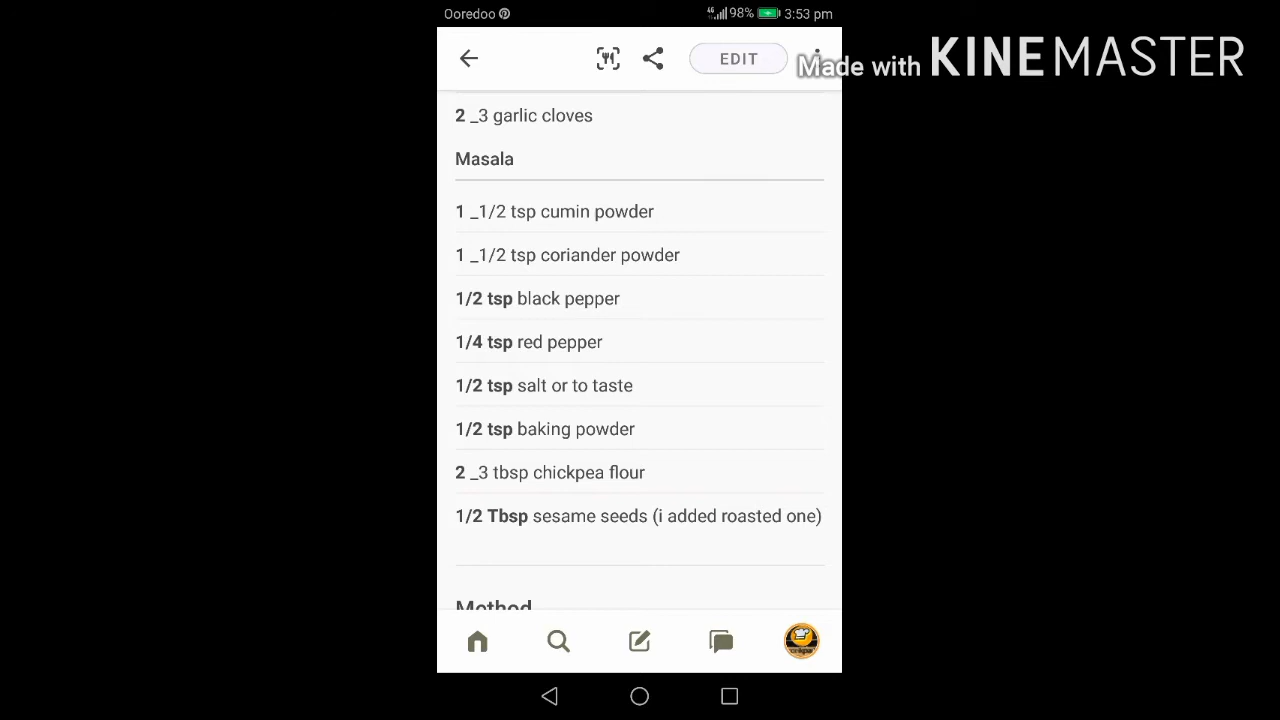 Ooredoo 4G 98% 3:53 pm
EDIT
Made with KINEMASTER
2 _3 garlic cloves
Masala
1 _1/2 tsp cumin powder
1 _1/2 tsp coriander powder
1/2 tsp black pepper
1/4 tsp red pepper
1/2 tsp salt or to taste
1/2 tsp baking powder
2 _3 tbsp chickpea flour
1/2 Tbsp sesame seeds (i added roasted one)
Method